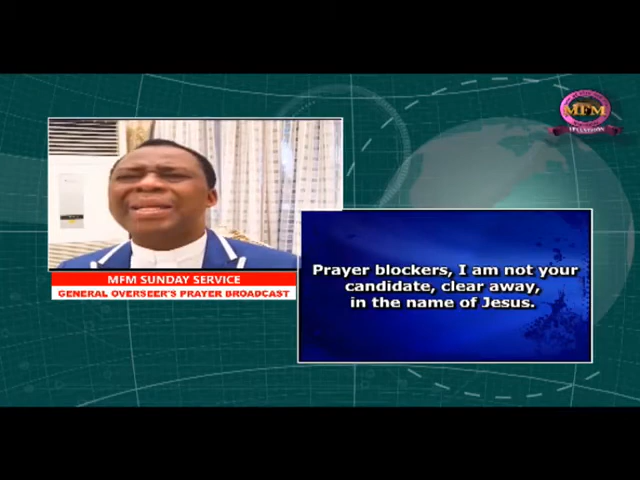 MFM
TELEVISION
MFM SUNDAY SERVICE
GENERAL OVERSEER'S PRAYER BROADCAST
Prayer blockers, I am not your
candidate, clear away,
in the name of Jesus.